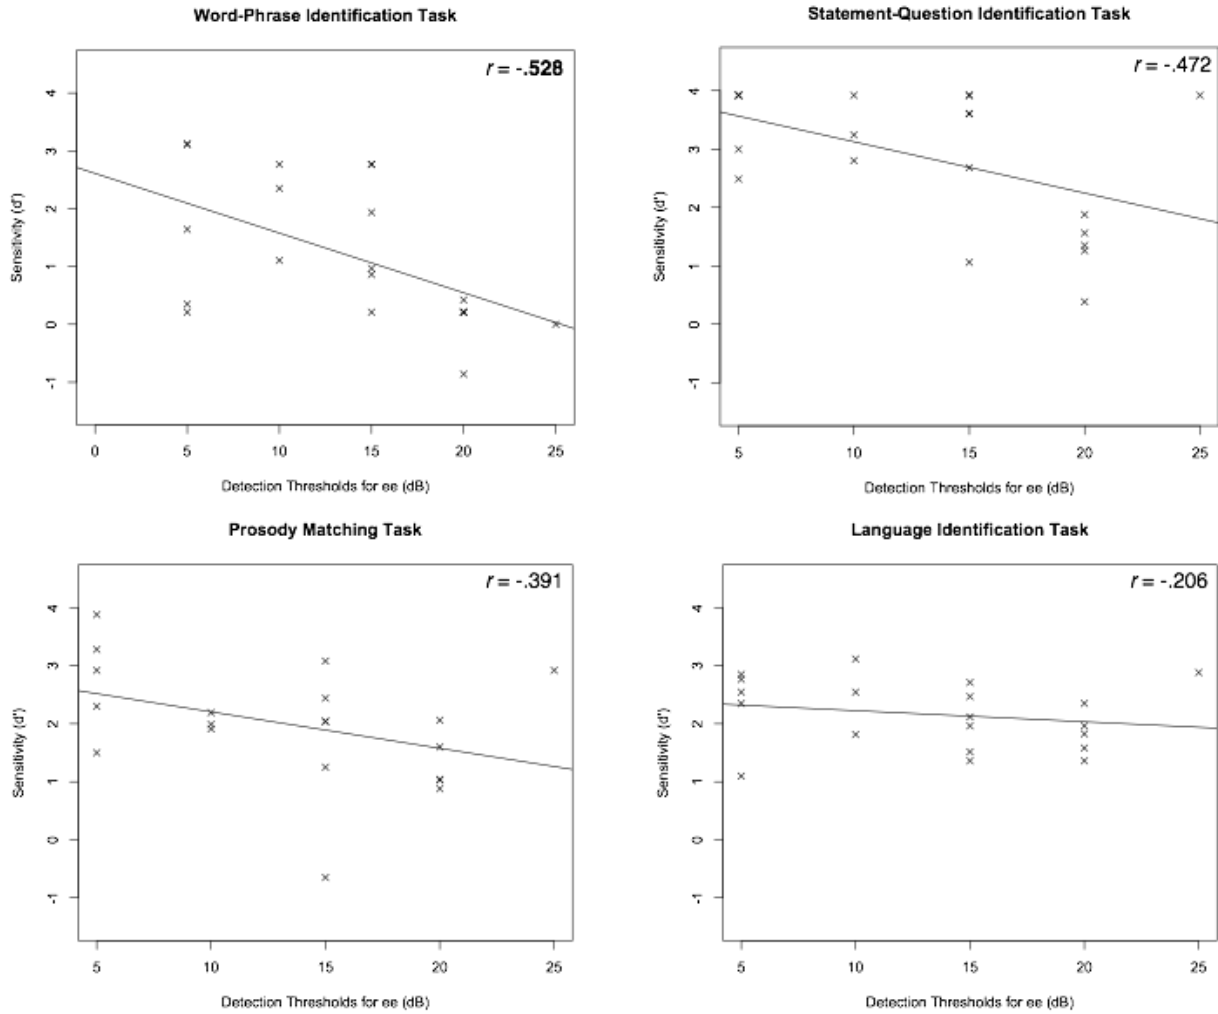 Word-Phrase Identification Task
r = -.528
4
3
2
1
0
-1
Sensitivity (d')
0 5 10 15 20 25
Detection Thresholds for ee (dB)
Statement-Question Identification Task
r = -.472
4
3
2
1
0
-1
Sensitivity (d')
5 10 15 20 25
Detection Thresholds for ee (dB)
Prosody Matching Task
r = -.391
4
3
2
1
0
-1
Sensitivity (d')
5 10 15 20 25
Detection Thresholds for ee (dB)
Language Identification Task
r = -.206
4
3
2
1
0
-1
Sensitivity (d')
5 10 15 20 25
Detection Thresholds for ee (dB)